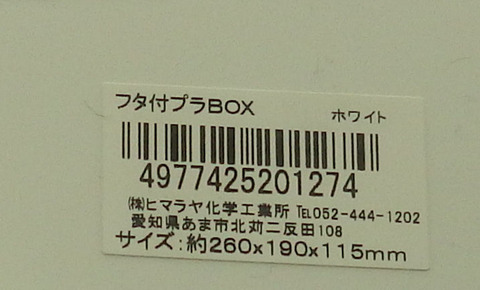 フタ付プラBOX ホワイト
4977425201274
㈱ヒマラヤ化学工業所 TEL052-444-1202
愛知県あま市北苅二反田108
サイズ:約260x190x115mm